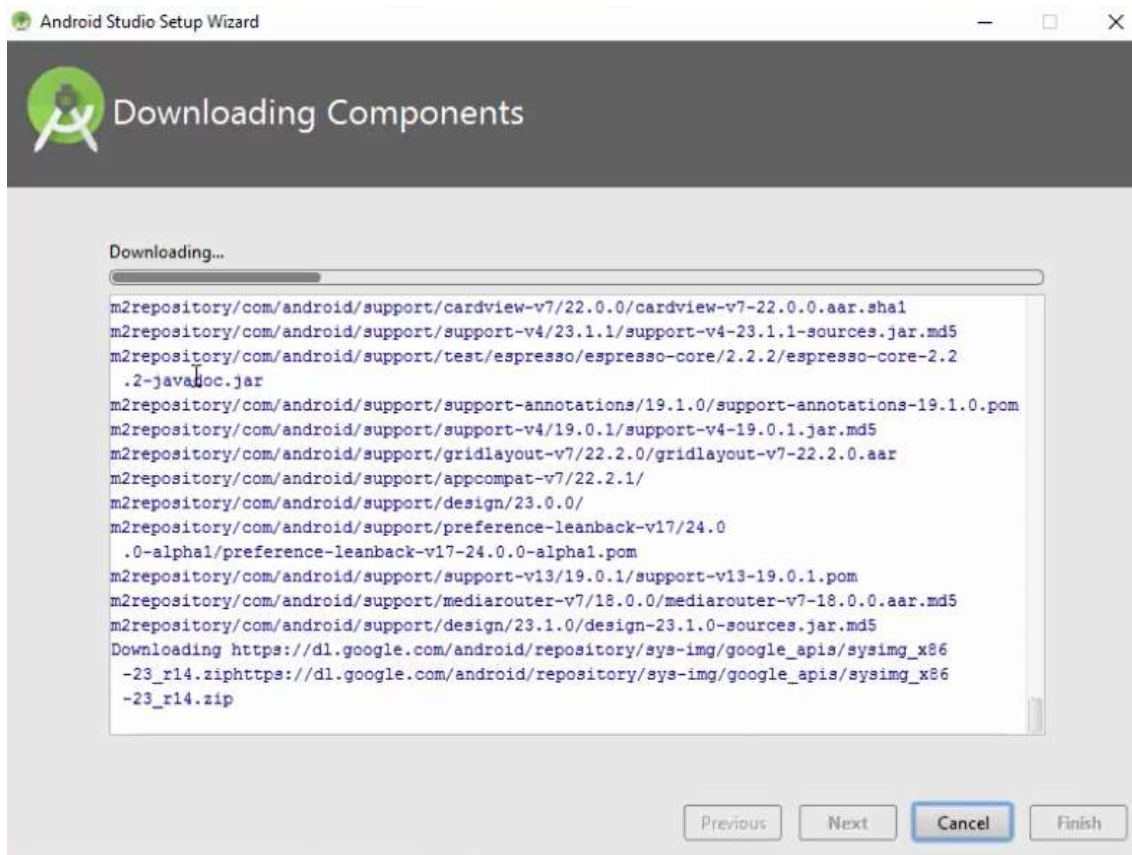 Android Studio Setup Wizard
Downloading Components
Downloading...
m2repository/com/android/support/cardview-v7/22.0.0/cardview-v7-22.0.0.aar.sha1
m2repository/com/android/support/support-v4/23.1.1/support-v4-23.1.1-sources.jar.md5
m2repository/com/android/support/test/espresso/espresso-core/2.2.2/espresso-core-2.2
.2-javadoc.jar
m2repository/com/android/support/support-annotations/19.1.0/support-annotations-19.1.0.pom
m2repository/com/android/support/support-v4/19.0.1/support-v4-19.0.1.jar.md5
m2repository/com/android/support/gridlayout-v7/22.2.0/gridlayout-v7-22.2.0.aar
m2repository/com/android/support/appcompat-v7/22.2.1/
m2repository/com/android/support/design/23.0.0/
m2repository/com/android/support/preference-leanback-v17/24.0
.0-alpha1/preference-leanback-v17-24.0.0-alpha1.pom
m2repository/com/android/support/support-v13/19.0.1/support-v13-19.0.1.pom
m2repository/com/android/support/mediarouter-v7/18.0.0/mediarouter-v7-18.0.0.aar.md5
m2repository/com/android/support/design/23.1.0/design-23.1.0-sources.jar.md5
Downloading https://dl.google.com/android/repository/sys-img/google_apis/sysimg_x86
-23_r14.ziphttps://dl.google.com/android/repository/sys-img/google_apis/sysimg_x86
-23_r14.zip
Previous Next Cancel Finish